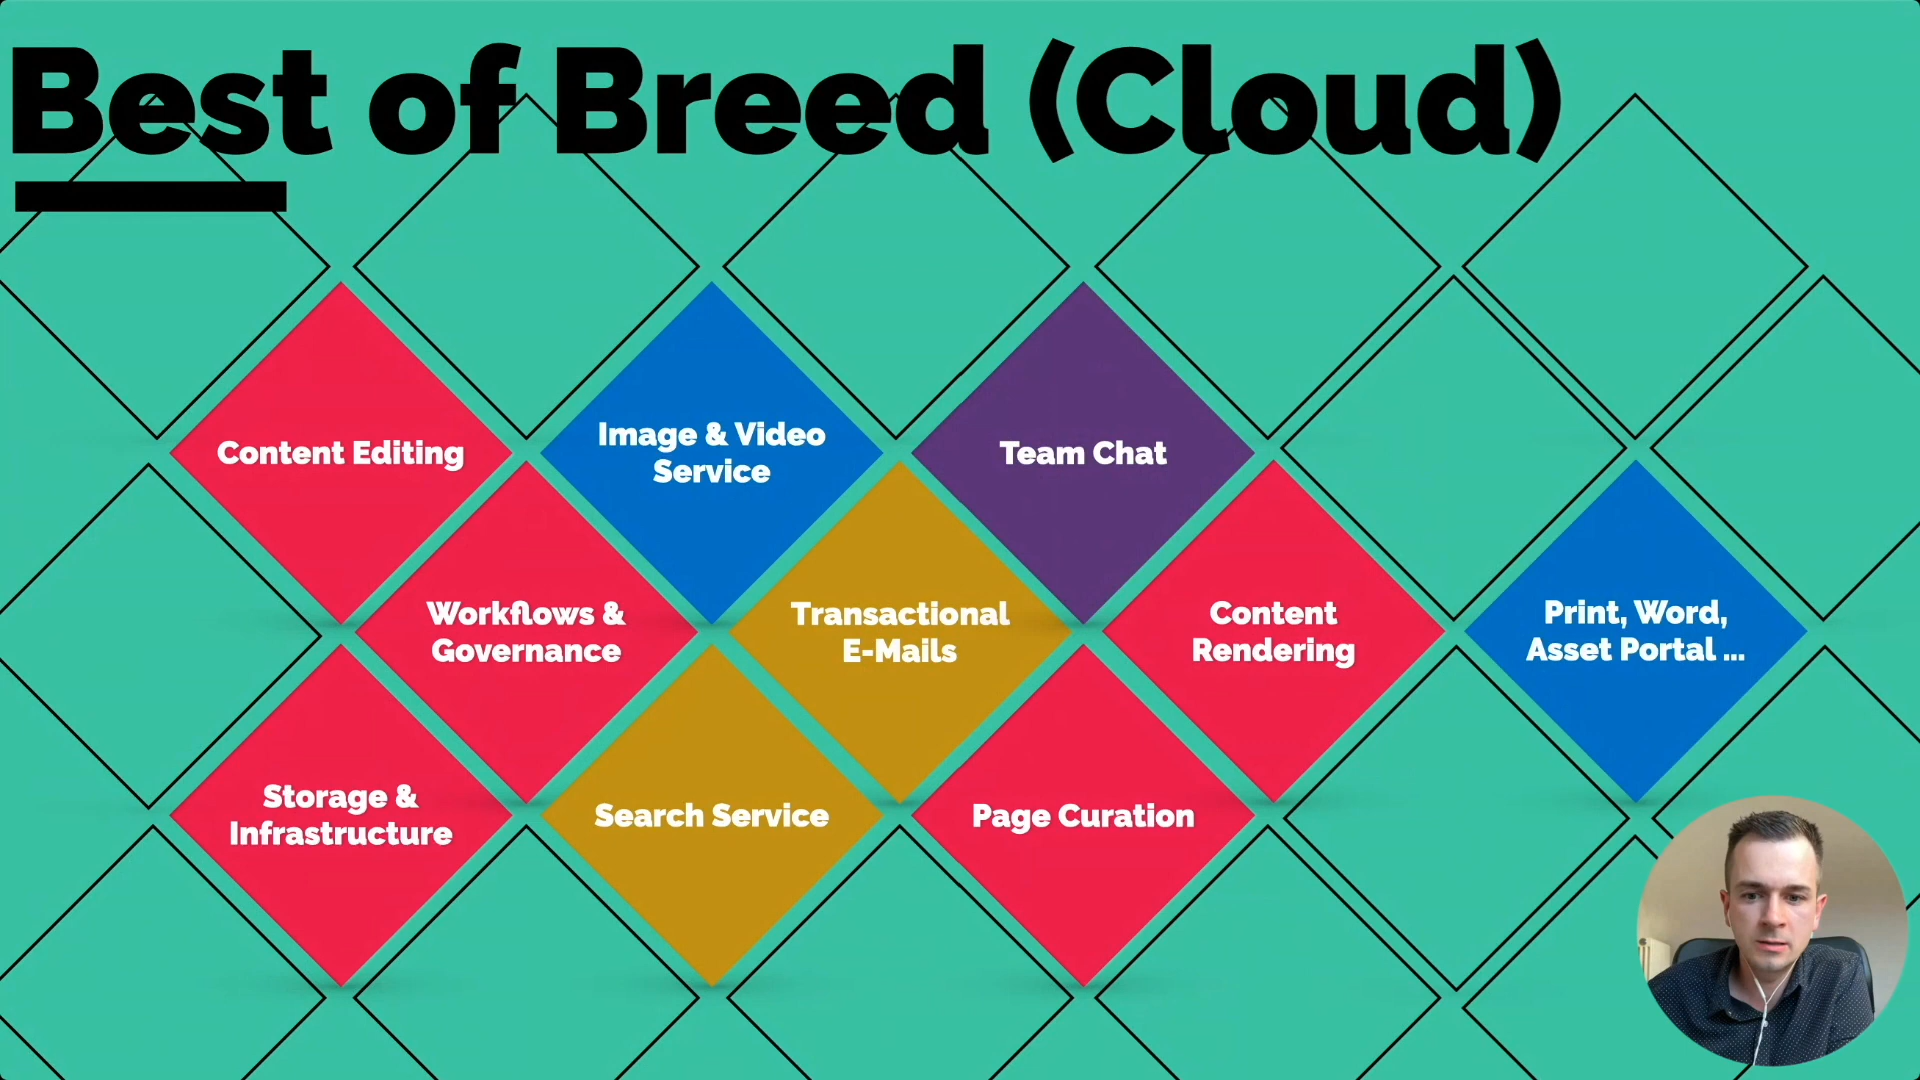 Best of Breed (Cloud)
Content Editing
Image & Video
Service
Team Chat
Workflows &
Governance
Transactional
E-Mails
Content
Rendering
Print, Word,
Asset Portal ...
Storage &
Infrastructure
Search Service
Page Curation